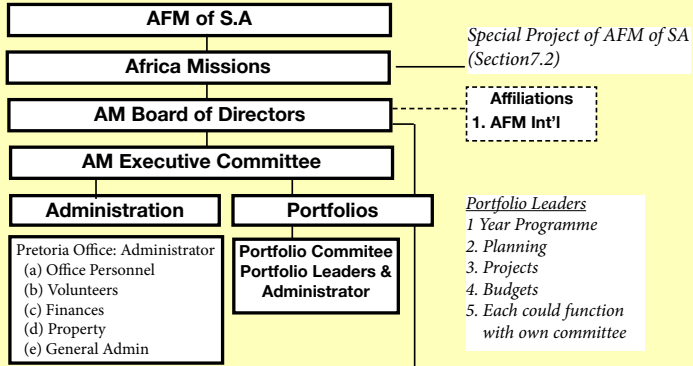 AFM of S.A
Africa Missions
Special Project of AFM of SA
(Section7.2)
AM Board of Directors
Affiliations
1. AFM Int'l
AM Executive Committee
Administration
Portfolios
Pretoria Office: Administrator
(a) Office Personnel
(b) Volunteers
(c) Finances
(d) Property
(e) General Admin
Portfolio Commitee
Portfolio Leaders &
Administrator
Portfolio Leaders
1 Year Programme
2. Planning
3. Projects
4. Budgets
5. Each could function
with own committee